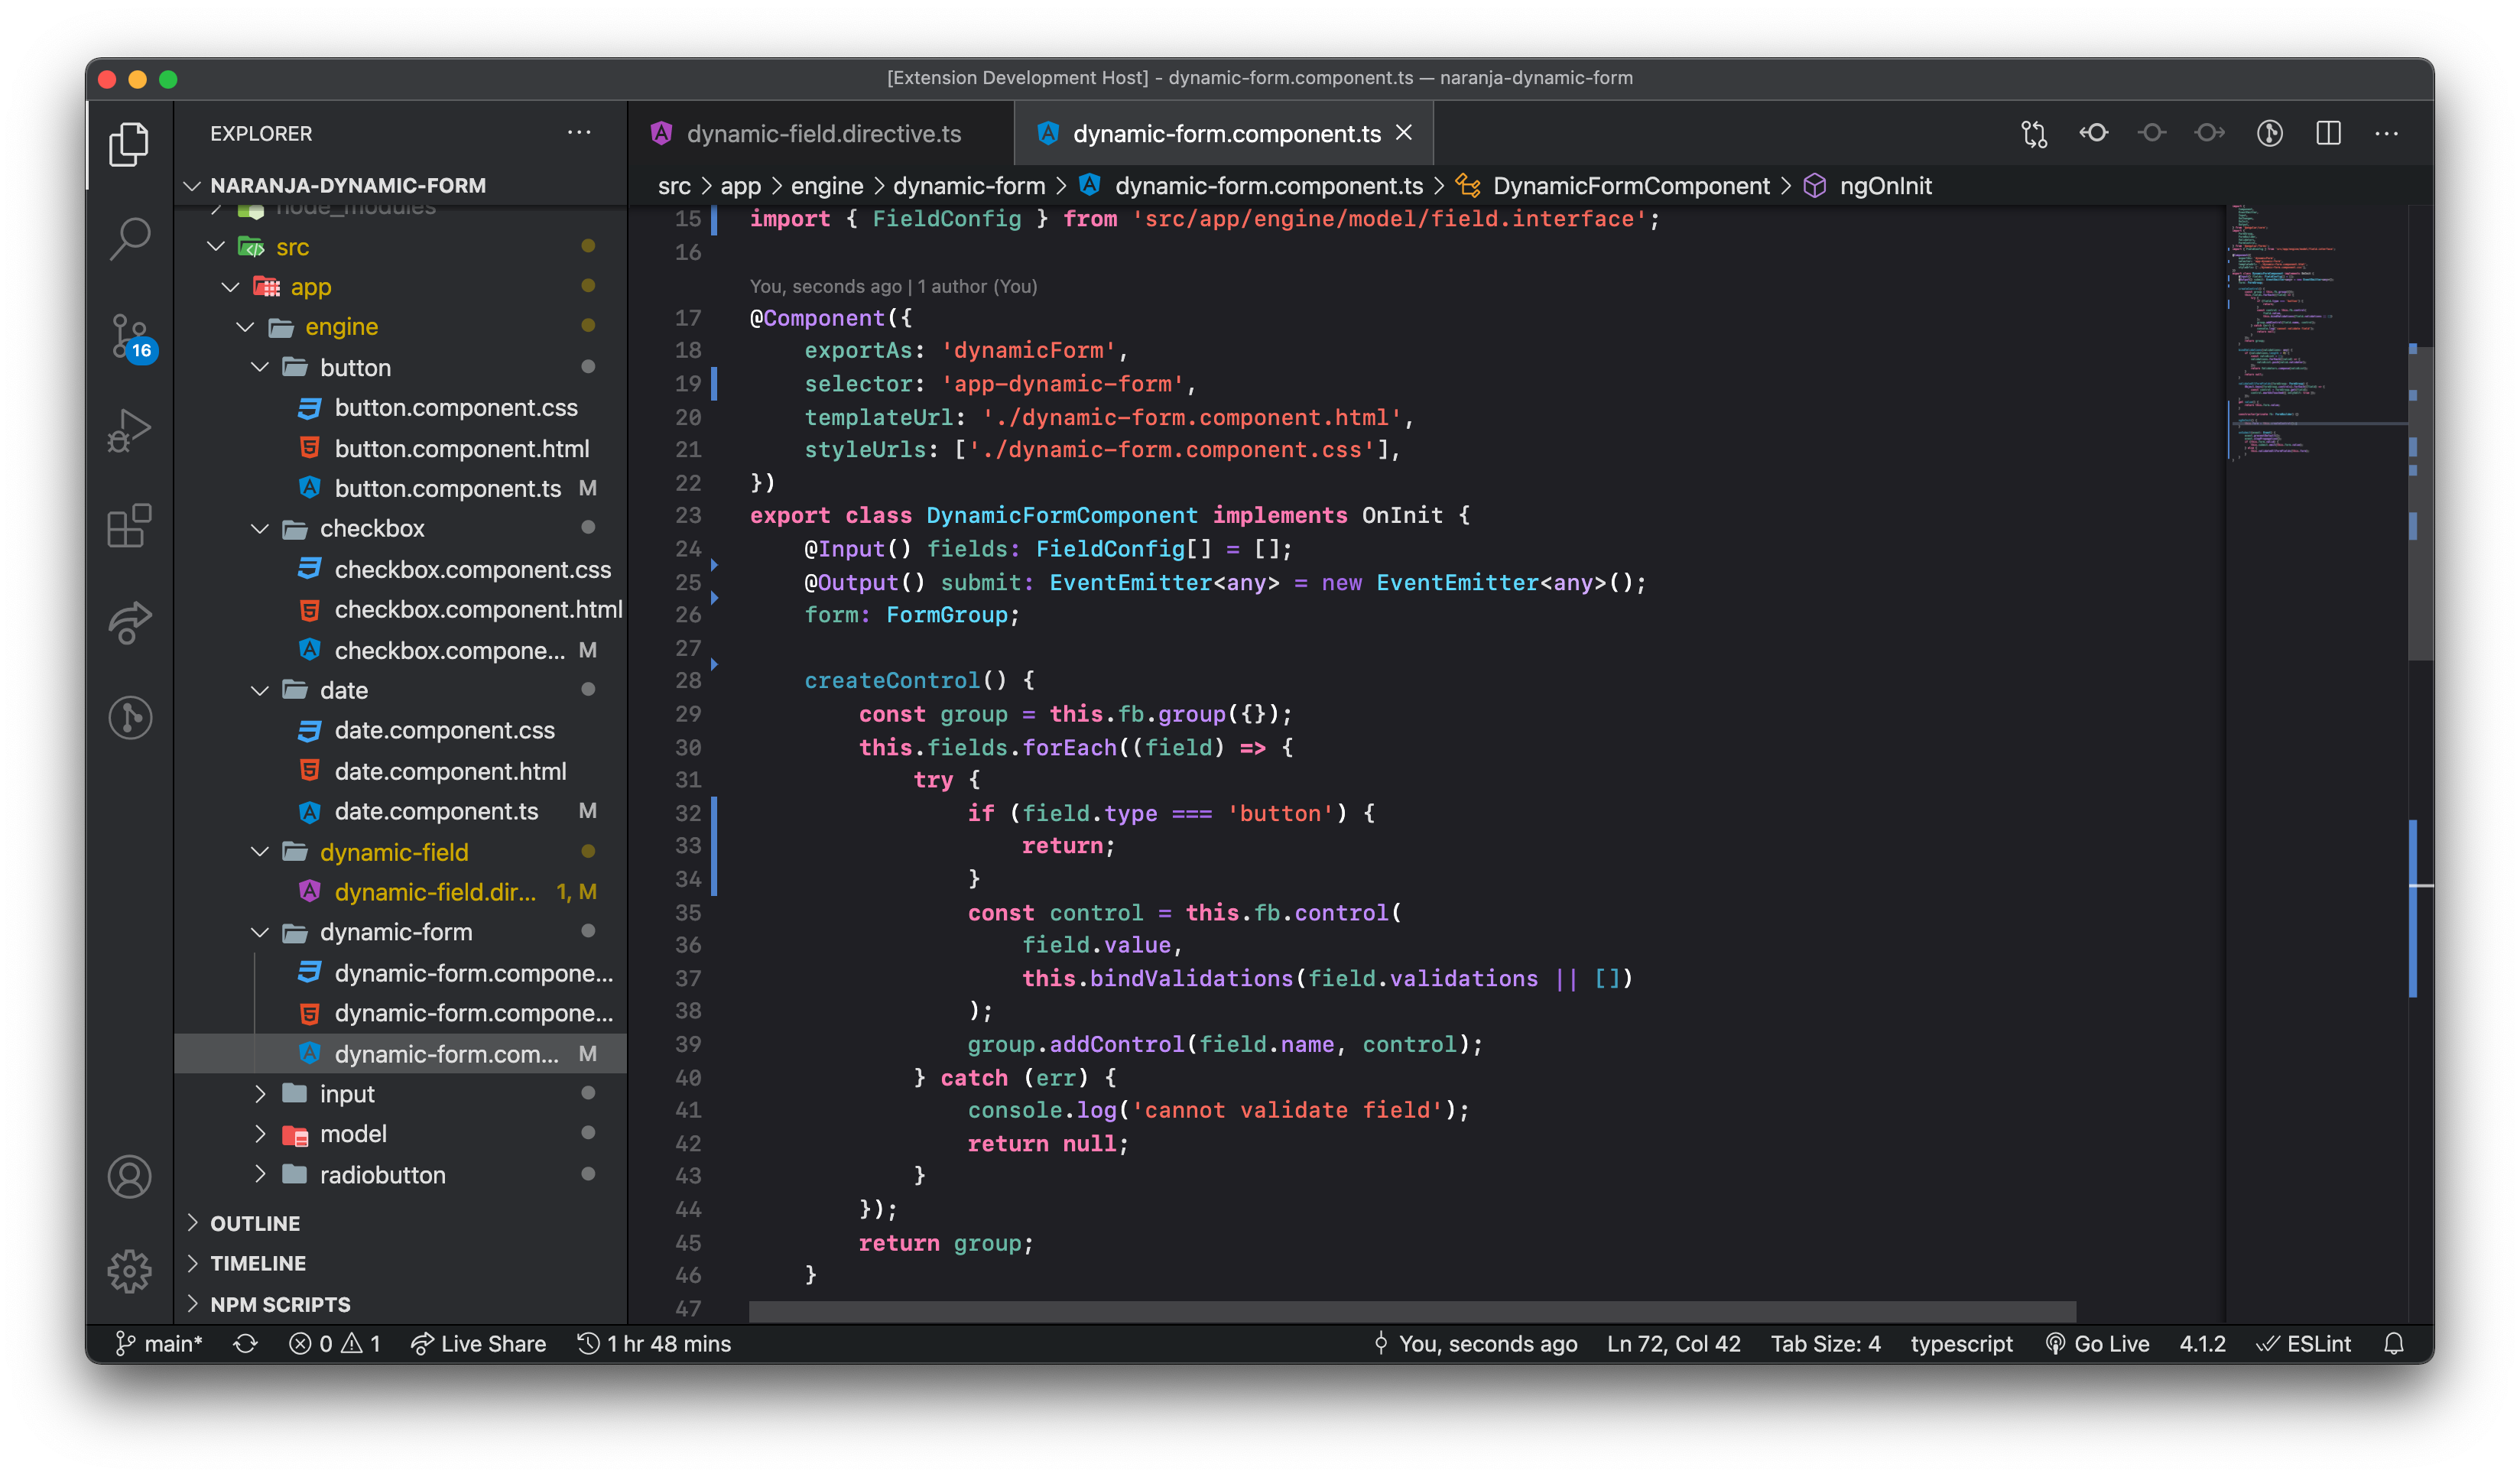 [Extension Development Host] - dynamic-form.component.ts — naranja-dynamic-form
EXPLORER
dynamic-field.directive.ts
dynamic-form.component.ts
NARANJA-DYNAMIC-FORM
src > app > engine > dynamic-form > dynamic-form.component.ts > DynamicFormComponent > ngOnInit
node_modules
src
app
engine
button
button.component.css
button.component.html
button.component.ts M
checkbox
checkbox.component.css
checkbox.component.html
checkbox.compone... M
date
date.component.css
date.component.html
date.component.ts M
dynamic-field
dynamic-field.dir... 1, M
dynamic-form
dynamic-form.compone...
dynamic-form.compone...
dynamic-form.com... M
input
model
radiobutton
OUTLINE
TIMELINE
NPM SCRIPTS
16
15 import { FieldConfig } from 'src/app/engine/model/field.interface';
16
You, seconds ago | 1 author (You)
17 @Component({
18 exportAs: 'dynamicForm',
19 selector: 'app-dynamic-form',
20 templateUrl: './dynamic-form.component.html',
21 styleUrls: ['./dynamic-form.component.css'],
22 })
23 export class DynamicFormComponent implements OnInit {
24 @Input() fields: FieldConfig[] = [];
25 @Output() submit: EventEmitter<any> = new EventEmitter<any>();
26 form: FormGroup;
27
28 createControl() {
29 const group = this.fb.group({});
30 this.fields.forEach((field) => {
31 try {
32 if (field.type === 'button') {
33 return;
34 }
35 const control = this.fb.control(
36 field.value,
37 this.bindValidations(field.validations || [])
38 );
39 group.addControl(field.name, control);
40 } catch (err) {
41 console.log('cannot validate field');
42 return null;
43 }
44 });
45 return group;
46 }
47
main* 0 1 Live Share 1 hr 48 mins You, seconds ago Ln 72, Col 42 Tab Size: 4 typescript Go Live 4.1.2 ESLint